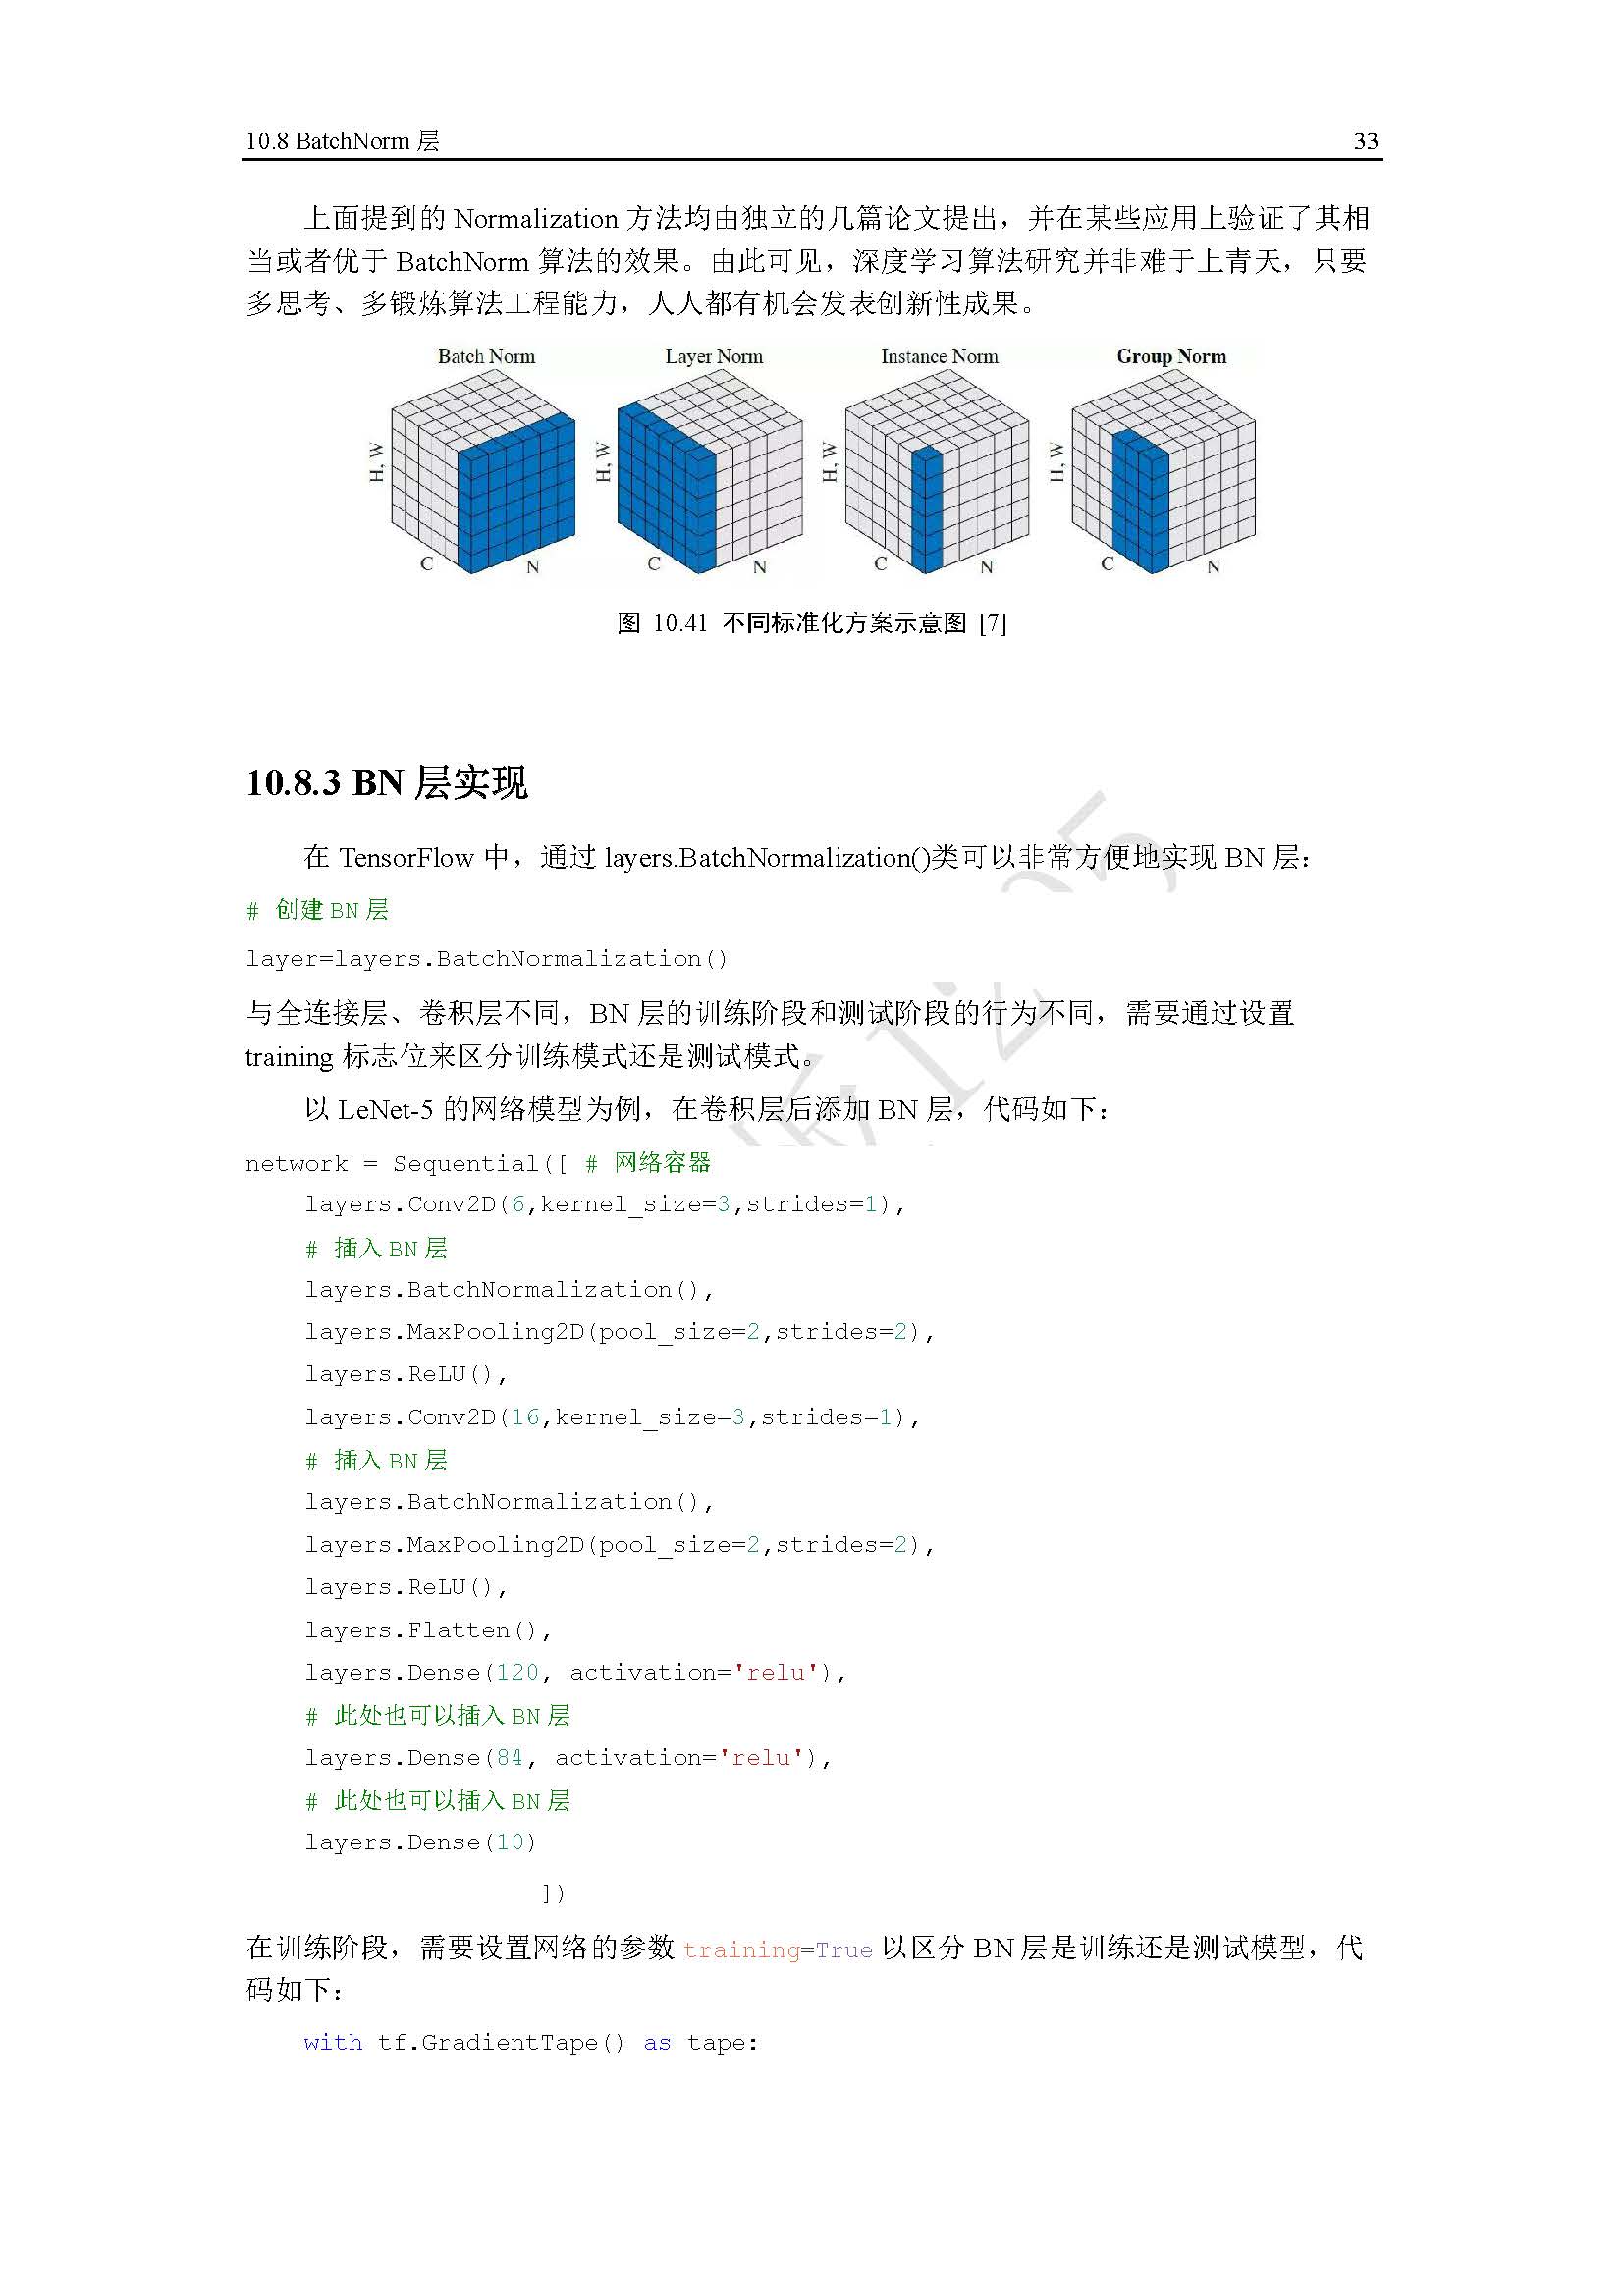 10.8 BatchNorm 层 33
上面提到的 Normalization 方法均由独立的几篇论文提出，并在某些应用上验证了其相
当或者优于 BatchNorm 算法的效果。由此可见，深度学习算法研究并非难于上青天，只要
多思考、多锻炼算法工程能力，人人都有机会发表创新性成果。
Batch Norm Layer Norm Instance Norm Group Norm
H, W H, W H, W H, W
C N C N C N C N
图 10.41 不同标准化方案示意图 [7]
10.8.3 BN 层实现
在 TensorFlow 中，通过 layers.BatchNormalization()类可以非常方便地实现 BN 层：
# 创建 BN 层
layer=layers.BatchNormalization()
与全连接层、卷积层不同，BN 层的训练阶段和测试阶段的行为不同，需要通过设置
training 标志位来区分训练模式还是测试模式。
以 LeNet-5 的网络模型为例，在卷积层后添加 BN 层，代码如下：
network = Sequential([ # 网络容器
layers.Conv2D(6,kernel_size=3,strides=1),
# 插入 BN 层
layers.BatchNormalization(),
layers.MaxPooling2D(pool_size=2,strides=2),
layers.ReLU(),
layers.Conv2D(16,kernel_size=3,strides=1),
# 插入 BN 层
layers.BatchNormalization(),
layers.MaxPooling2D(pool_size=2,strides=2),
layers.ReLU(),
layers.Flatten(),
layers.Dense(120, activation='relu'),
# 此处也可以插入 BN 层
layers.Dense(84, activation='relu'),
# 此处也可以插入 BN 层
layers.Dense(10)
])
在训练阶段，需要设置网络的参数 training=True 以区分 BN 层是训练还是测试模型，代
码如下：
with tf.GradientTape() as tape: